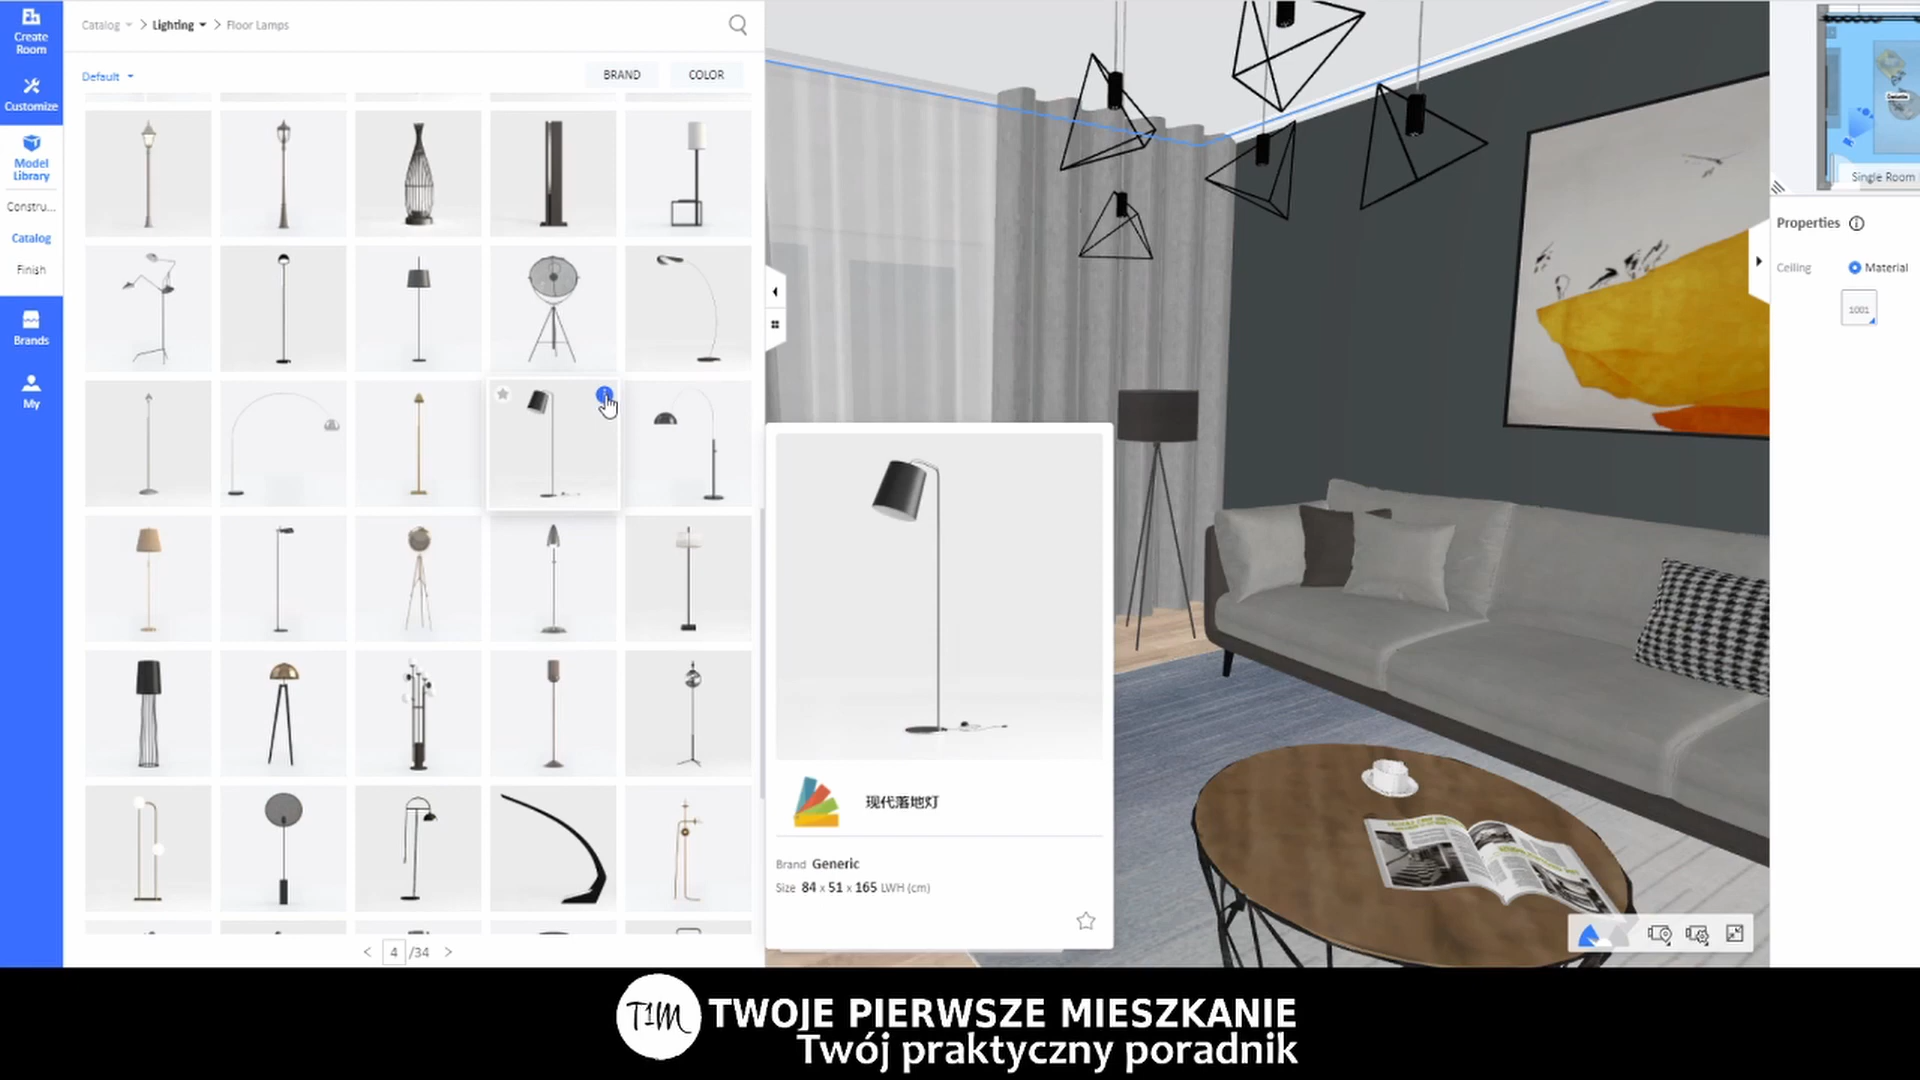 Create
Room
Customize
Model
Library
Constru...
Catalog
Finish
Brands
My
Catalog > Lighting > Floor Lamps
Default
BRAND
COLOR
4 /34
现代落地灯
Brand Generic
Size 84 x 51 x 165 LWH (cm)
Single Room
Properties
Ceiling
Material
1001
T1M
TWOJE PIERWSZE MIESZKANIE
Twój praktyczny poradnik